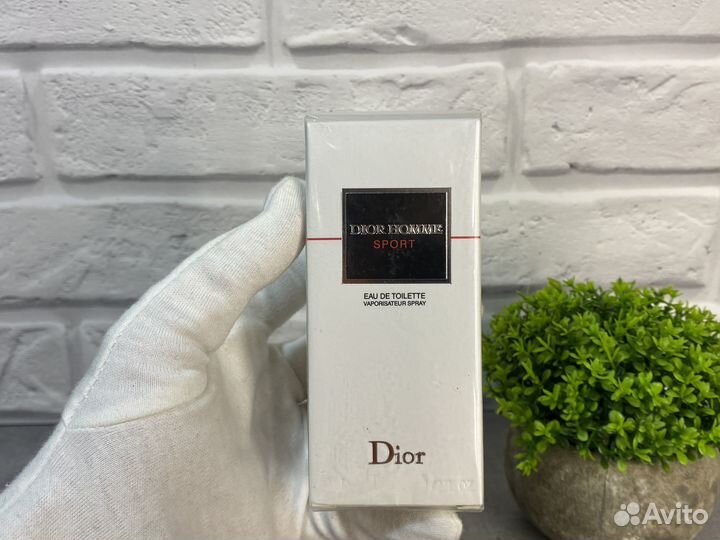 DIOR HOMME
SPORT
EAU DE TOILETTE
VAPORISATEUR SPRAY
Dior
Avito